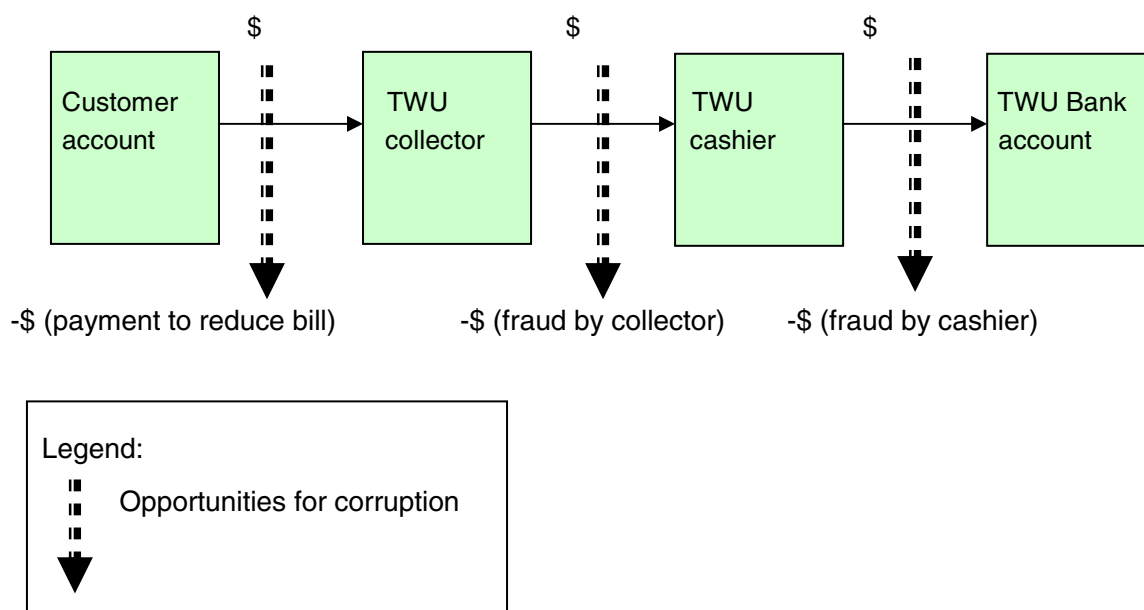 $ $ $
Customer account
TWU collector
TWU cashier
TWU Bank account
-$ (payment to reduce bill) -$ (fraud by collector) -$ (fraud by cashier)
Legend:
Opportunities for corruption